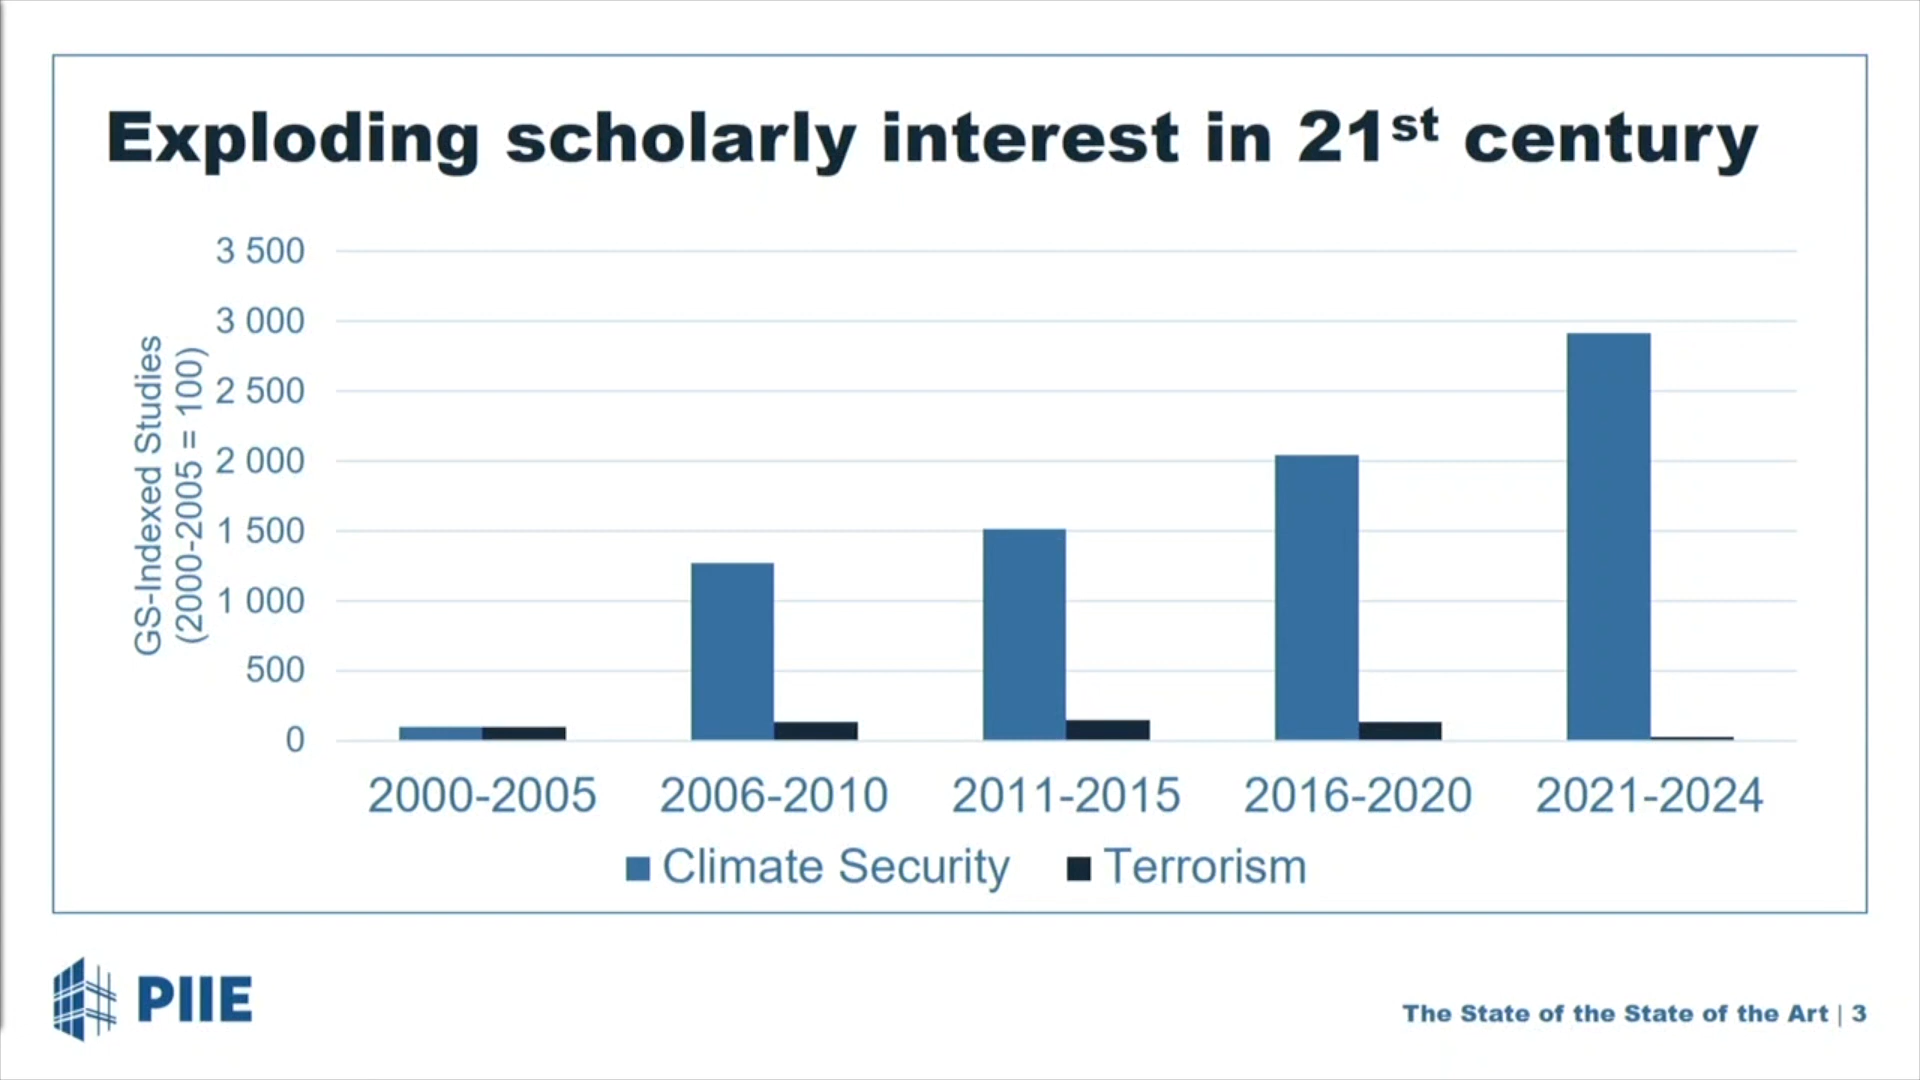 Exploding scholarly interest in 21st century
GS-Indexed Studies
(2000-2005 = 100)
3 500
3 000
2 500
2 000
1 500
1 000
500
0
2000-2005 2006-2010 2011-2015 2016-2020 2021-2024
Climate Security Terrorism
PIIE
The State of the State of the Art | 3